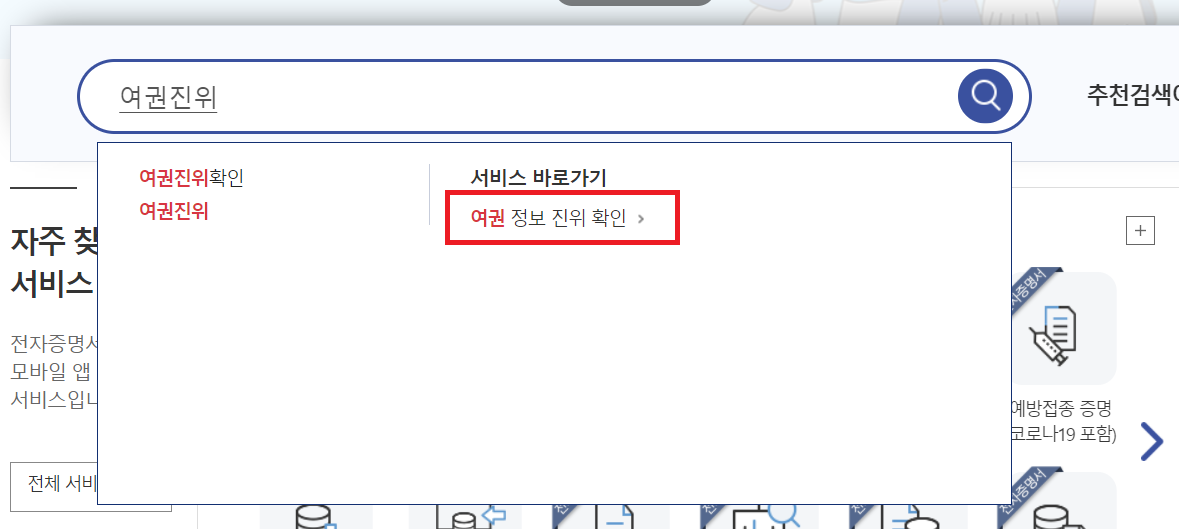 여권진위
추천검색
여권진위확인
여권진위
서비스 바로가기
여권 정보 진위 확인 >
자주 찾
서비스
전자증명서
모바일 앱
서비스입니
전체 서비
+
예방접종 증명
코로나19 포함)
자증명서
전자증명서